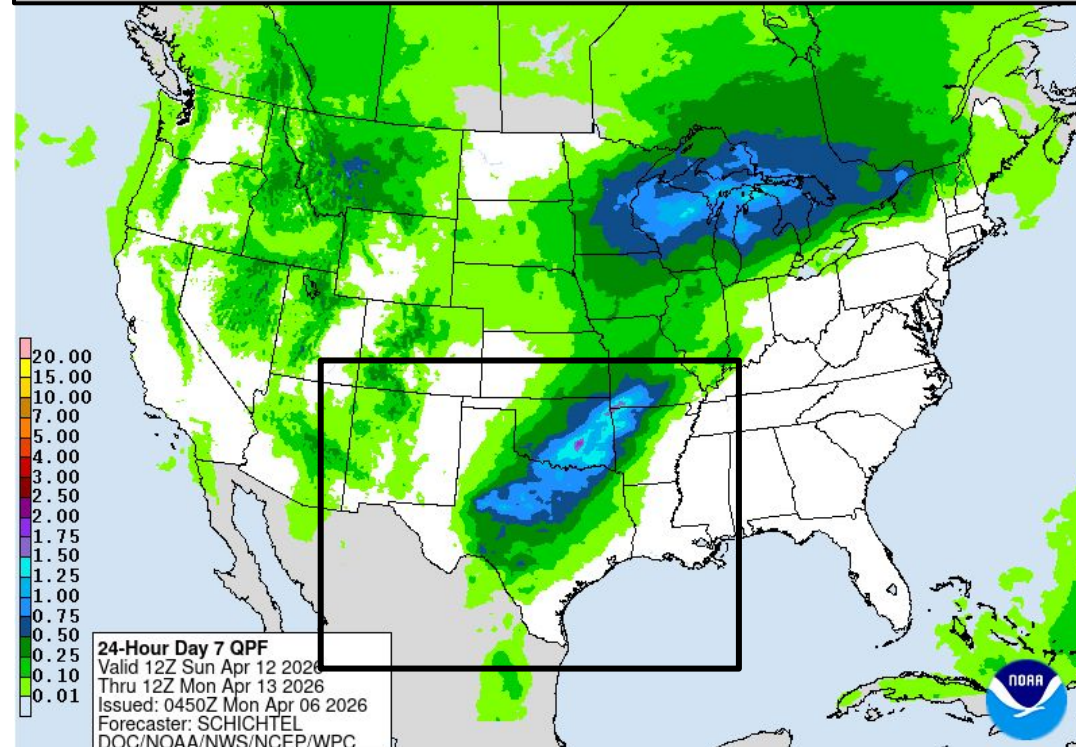 20.00
15.00
10.00
7.00
5.00
4.00
3.00
2.50
2.00
1.75
1.50
1.25
1.00
0.75
0.50
0.25
0.10
0.01
24-Hour Day 7 QPF
Valid 12Z Sun Apr 12 2026
Thru 12Z Mon Apr 13 2026
Issued: 0450Z Mon Apr 06 2026
Forecaster: SCHICHTEL
DOC/NOAA/NWS/NCEP/WPC
NOAA